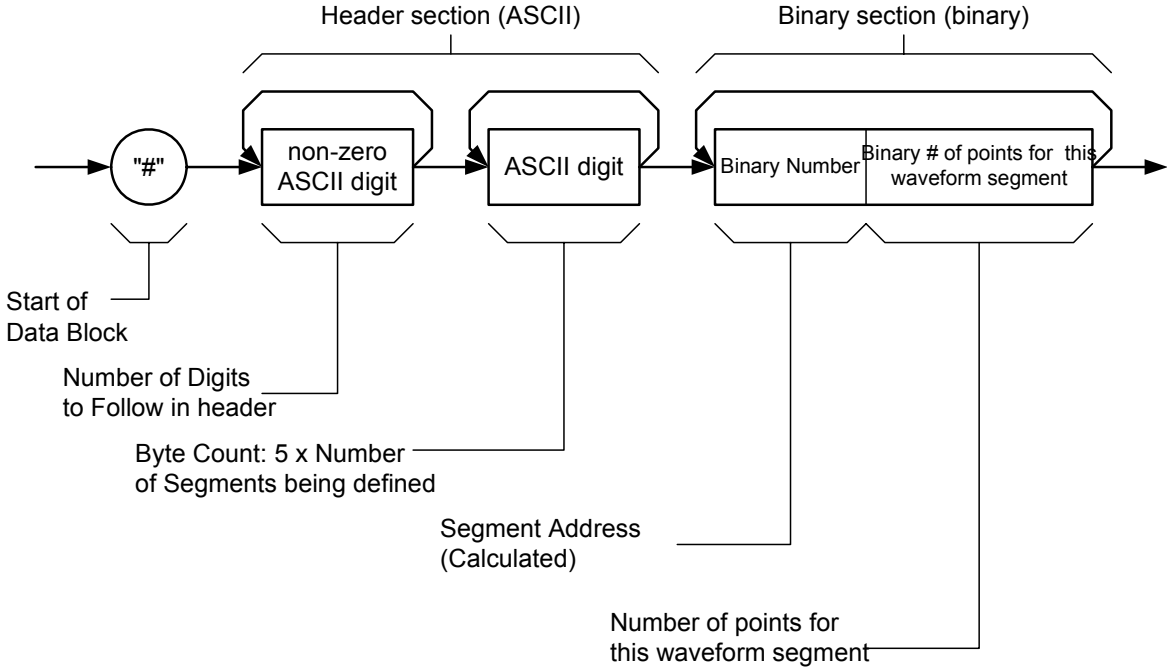 Header section (ASCII)
Binary section (binary)
"#"
non-zero
ASCII digit
ASCII digit
Binary Number
Binary # of points for this
waveform segment
Start of
Data Block
Number of Digits
to Follow in header
Byte Count: 5 x Number
of Segments being defined
Segment Address
(Calculated)
Number of points for
this waveform segment